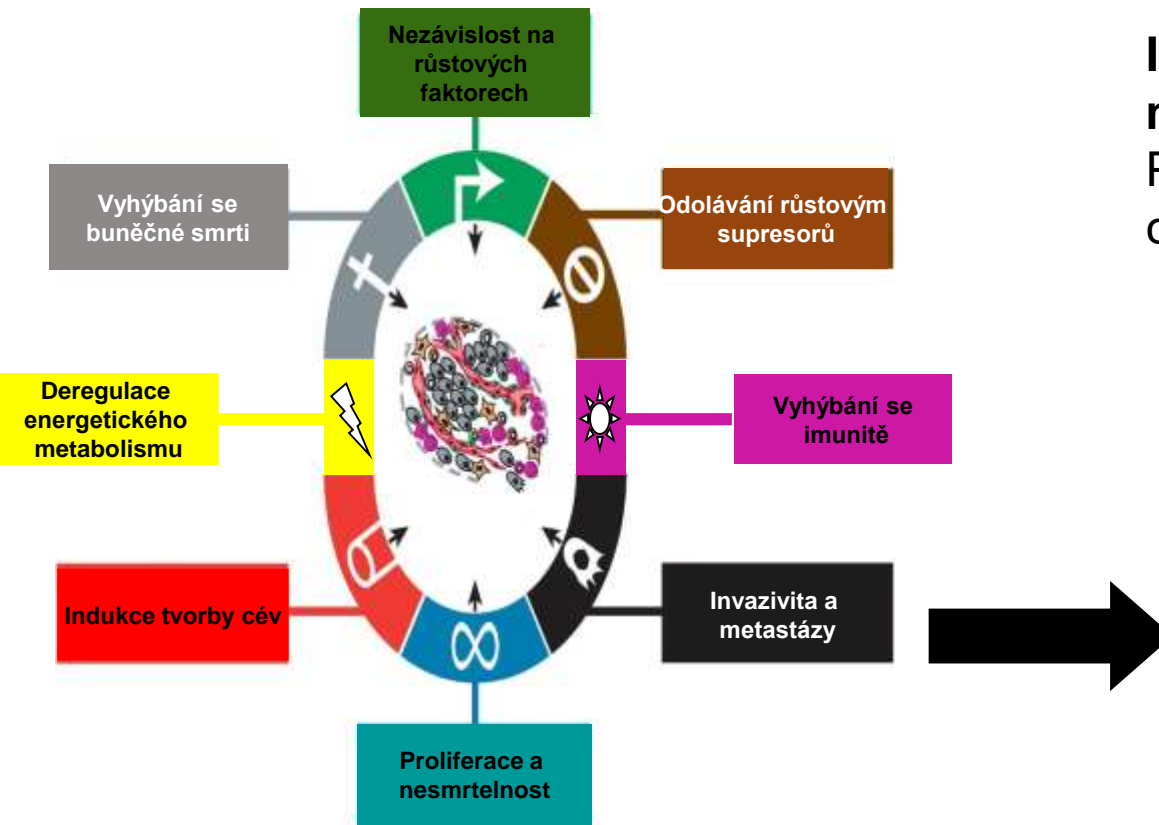 Nezávislost na
růstových
faktorech
Vyhýbání se
buněčné smrti
Odolávání růstovým
supresorů
Deregulace
energetického
metabolismu
Vyhýbání se
imunitě
Indukce tvorby cév
Invazivita a
metastázy
Proliferace a
nesmrtelnost